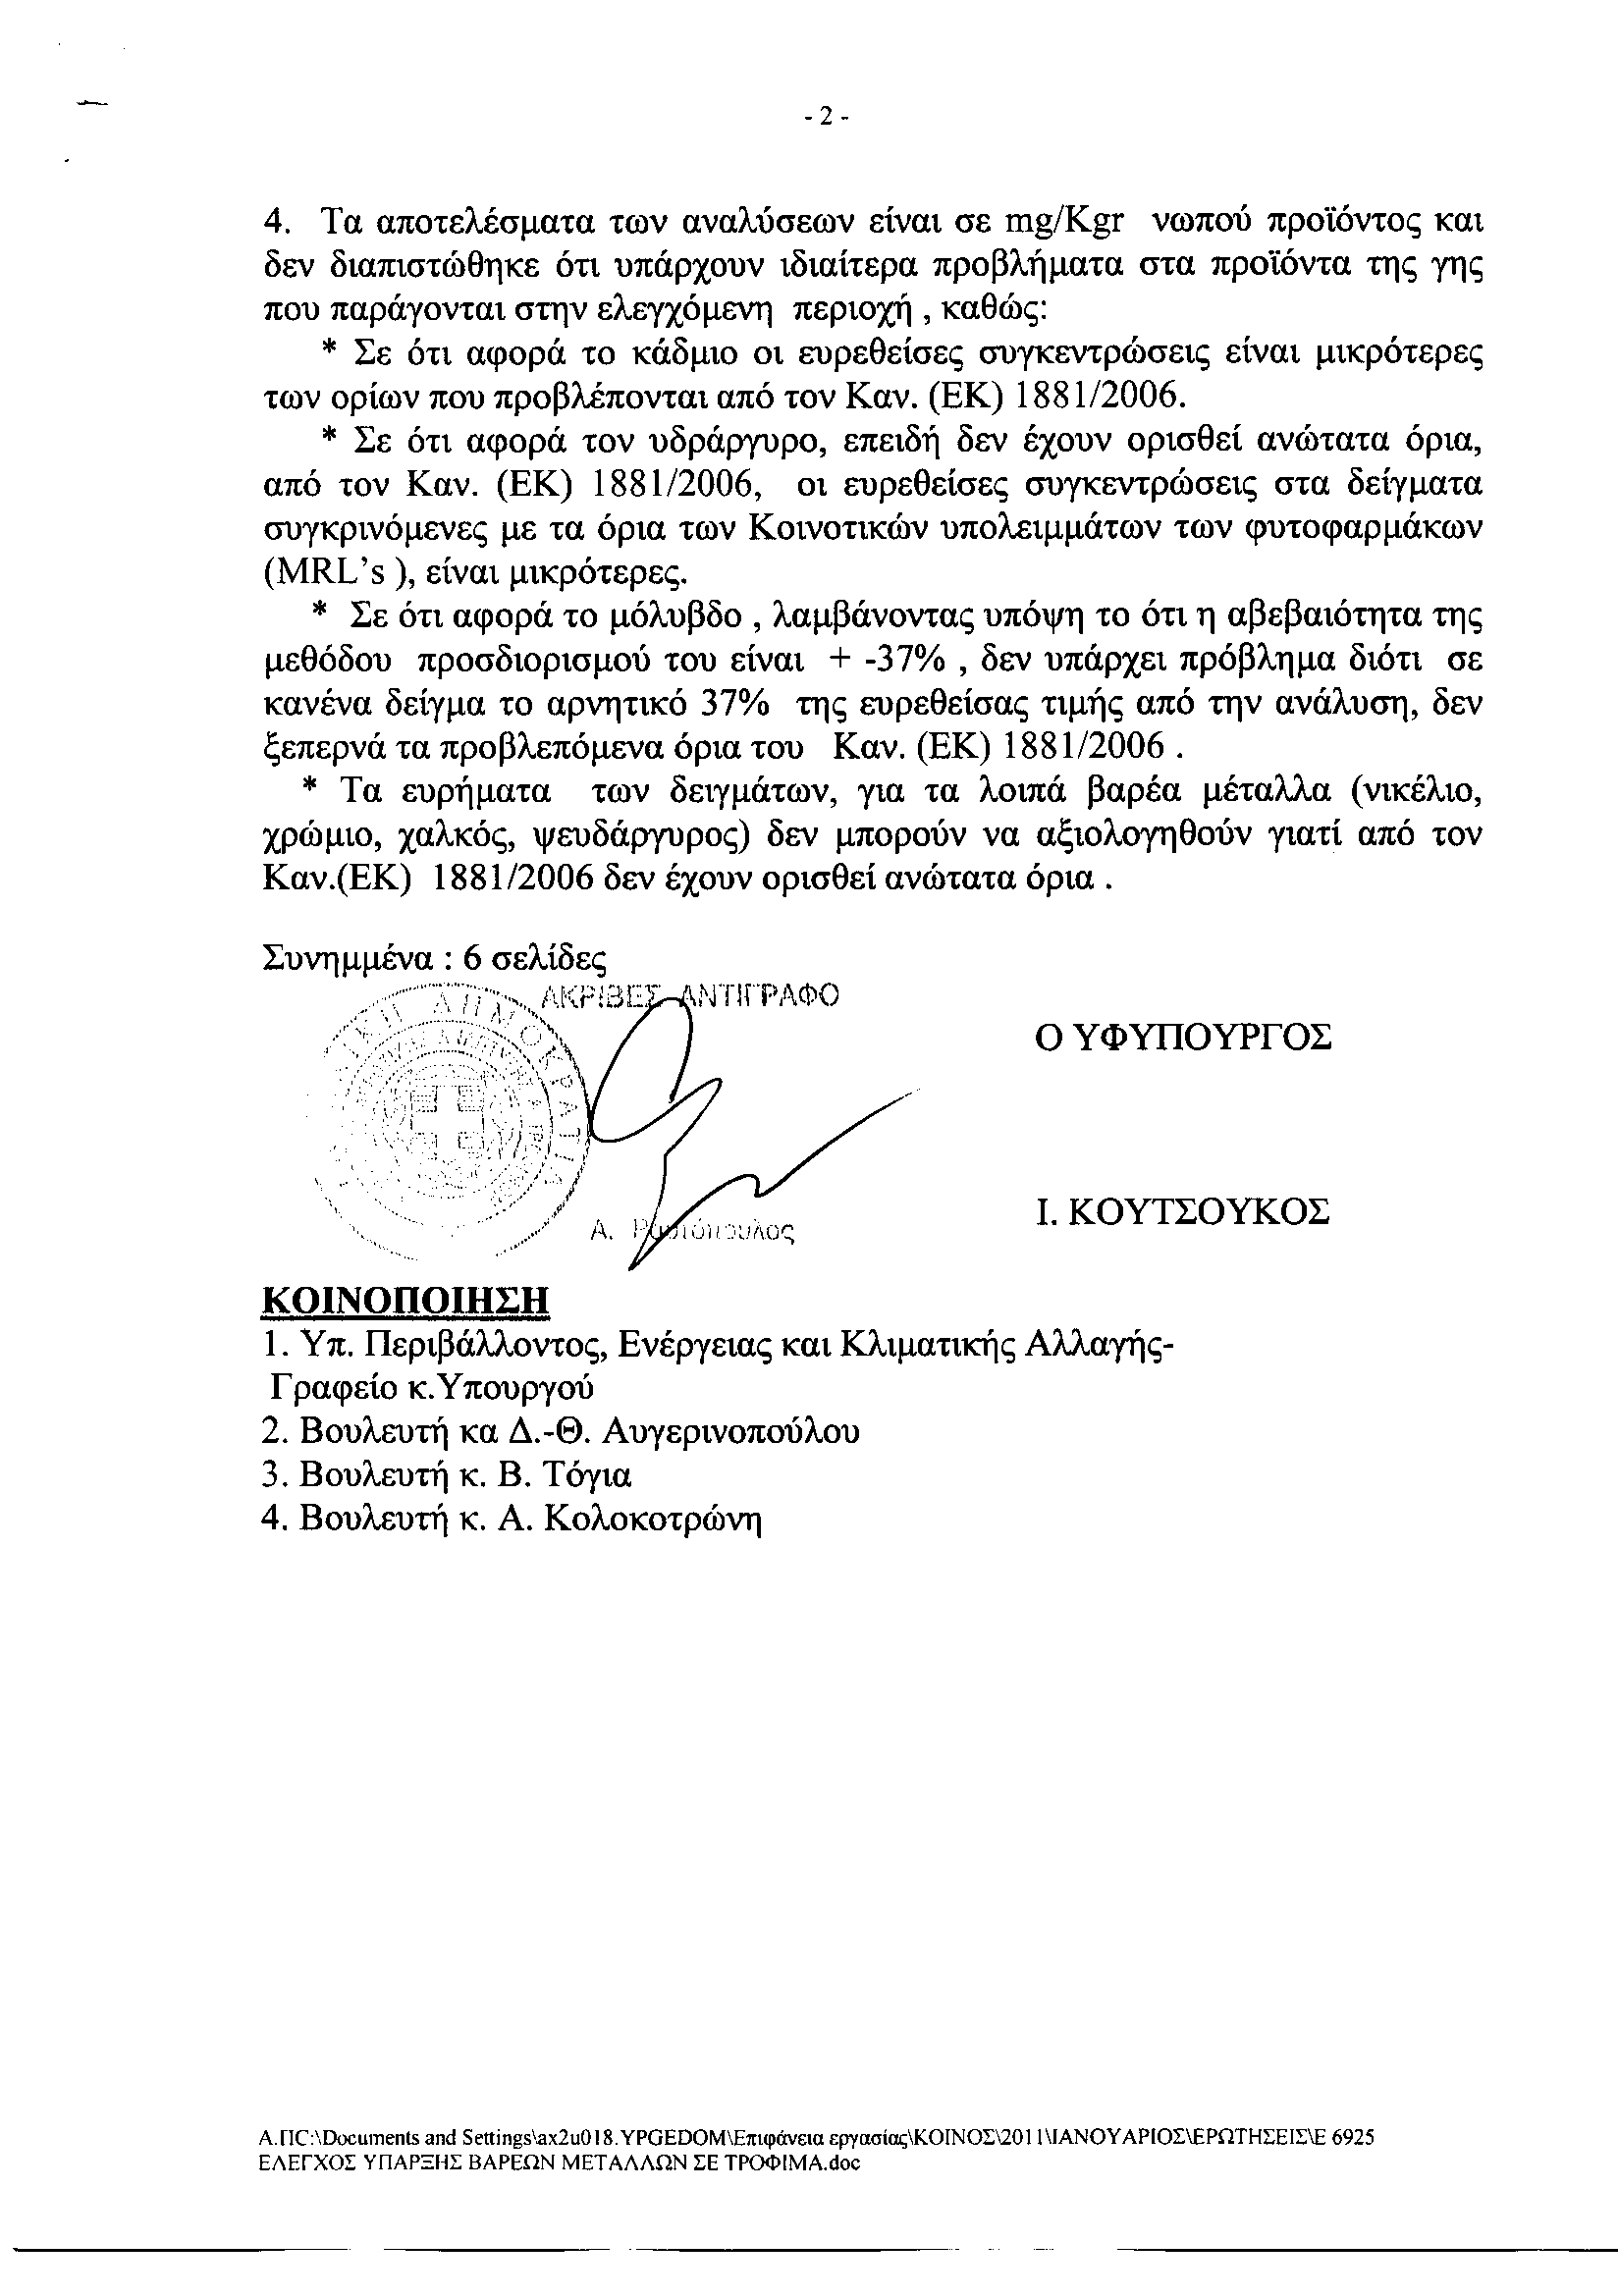 - 2 -
4. Τα αποτελέσματα των αναλύσεων είναι σε mg/Kgr νωπού προϊόντος και
δεν διαπιστώθηκε ότι υπάρχουν ιδιαίτερα προβλήματα στα προϊόντα της γης
που παράγονται στην ελεγχόμενη περιοχή , καθώς:
* Σε ότι αφορά το κάδμιο οι ευρεθείσες συγκεντρώσεις είναι μικρότερες
των ορίων που προβλέπονται από τον Καν. (ΕΚ) 1881/2006.
* Σε ότι αφορά τον υδράργυρο, επειδή δεν έχουν ορισθεί ανώτατα όρια,
από τον Καν. (ΕΚ) 1881/2006, οι ευρεθείσες συγκεντρώσεις στα δείγματα
συγκρινόμενες με τα όρια των Κοινοτικών υπολειμμάτων των φυτοφαρμάκων
(MRL's ), είναι μικρότερες.
* Σε ότι αφορά το μόλυβδο , λαμβάνοντας υπόψη το ότι η αβεβαιότητα της
μεθόδου προσδιορισμού του είναι + -37% , δεν υπάρχει πρόβλημα διότι σε
κανένα δείγμα το αρνητικό 37% της ευρεθείσας τιμής από την ανάλυση, δεν
ξεπερνά τα προβλεπόμενα όρια του Καν. (ΕΚ) 1881/2006 .
* Τα ευρήματα των δειγμάτων, για τα λοιπά βαρέα μέταλλα (νικέλιο,
χρώμιο, χαλκός, ψευδάργυρος) δεν μπορούν να αξιολογηθούν γιατί από τον
Καν.(ΕΚ) 1881/2006 δεν έχουν ορισθεί ανώτατα όρια .
Συνημμένα : 6 σελίδες
ΑΚΡΙΒΕΣ ΑΝΤΙΓΡΑΦΟ
Ο ΥΦΥΠΟΥΡΓΟΣ
Α.
Ι. ΚΟΥΤΣΟΥΚΟΣ
ΚΟΙΝΟΠΟΙΗΣΗ
1. Υπ. Περιβάλλοντος, Ενέργειας και Κλιματικής Αλλαγής-
Γραφείο κ.Υπουργού
2. Βουλευτή κα Δ.-Θ. Αυγερινοπούλου
3. Βουλευτή κ. Β. Τόγια
4. Βουλευτή κ. Α. Κολοκοτρώνη
Α.ΠC:\Documents and Settings\ax2u018.YPGEDOM\Επιφάνεια εργασίας\ΚΟΙΝΟΣ\2011\ΙΑΝΟΥΑΡΙΟΣ\ΕΡΩΤΗΣΕΙΣ\Ε 6925
ΕΛΕΓΧΟΣ ΥΠΑΡΞΗΣ ΒΑΡΕΩΝ ΜΕΤΑΛΛΩΝ ΣΕ ΤΡΟΦΙΜΑ.doc